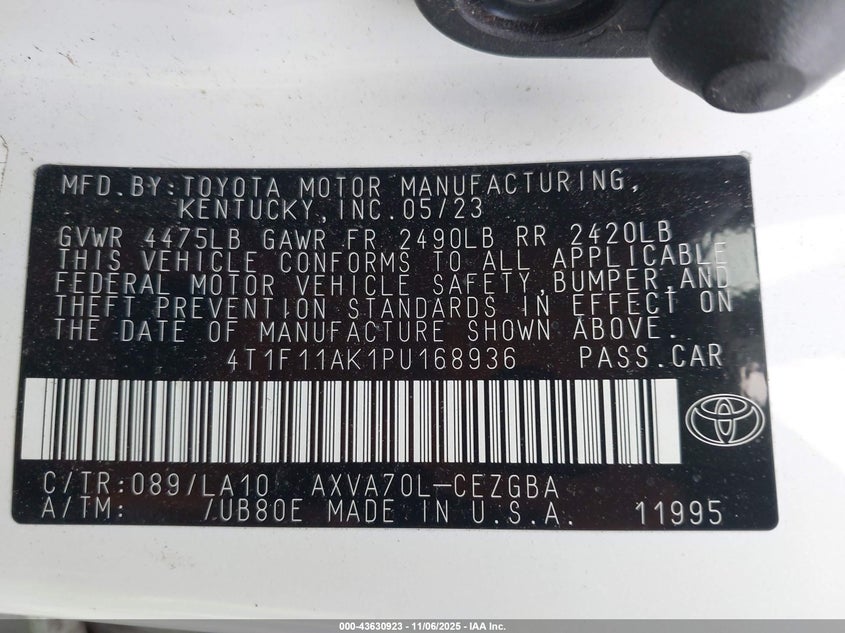 MFD.BY:TOYOTA MOTOR MANUFACTURING,
KENTUCKY,INC.05/23
GVWR 4475LB GAWR FR 2490LB RR 2420LB
THIS VEHICLE CONFORMS TO ALL APPLICABLE
FEDERAL MOTOR VEHICLE SAFETY,BUMPER,AND
THEFT PREVENTION STANDARDS IN EFFECT ON
THE DATE OF MANUFACTURE SHOWN ABOVE.
4T1F11AK1PU168936 PASS.CAR
C/TR:089/LA10 AXVA70L-CEZGBA
A/TM: /UB80E MADE IN U.S.A. 11995
000-43630923 - 11/06/2025 - IAA Inc.